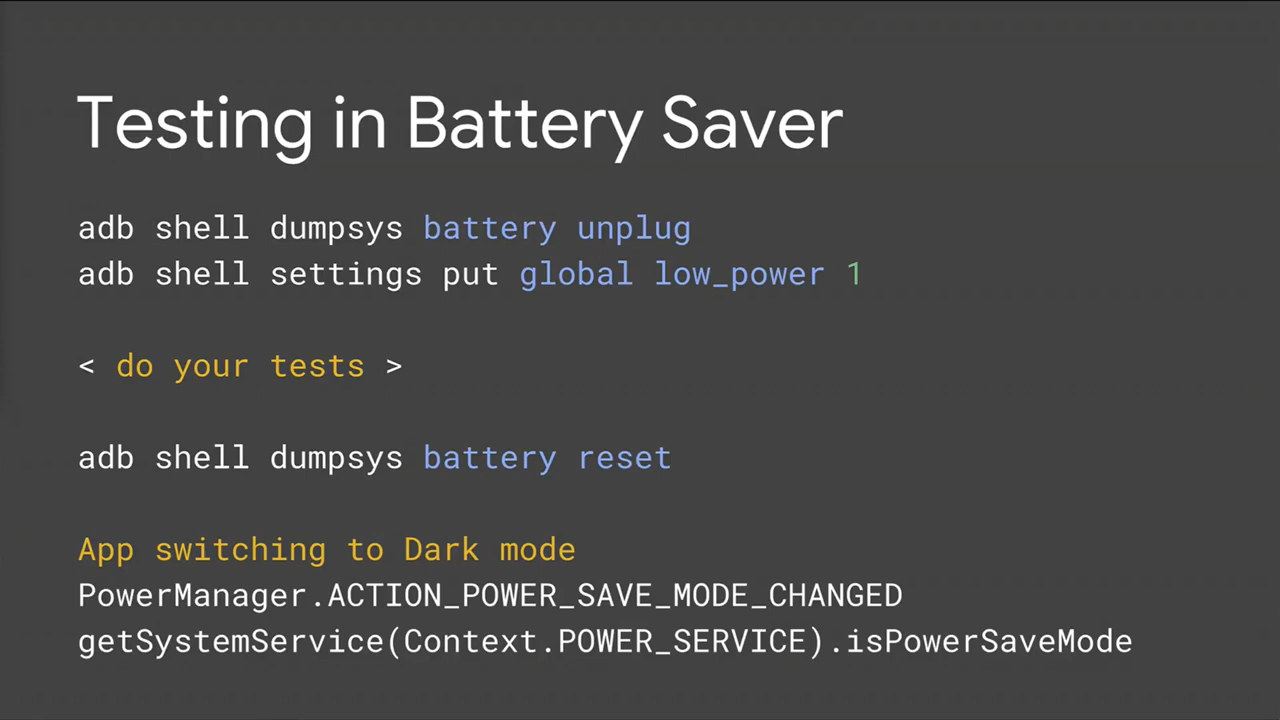 Testing in Battery Saver
adb shell dumpsys battery unplug
adb shell settings put global low_power 1
< do your tests >
adb shell dumpsys battery reset
App switching to Dark mode
PowerManager.ACTION_POWER_SAVE_MODE_CHANGED
getSystemService(Context.POWER_SERVICE).isPowerSaveMode